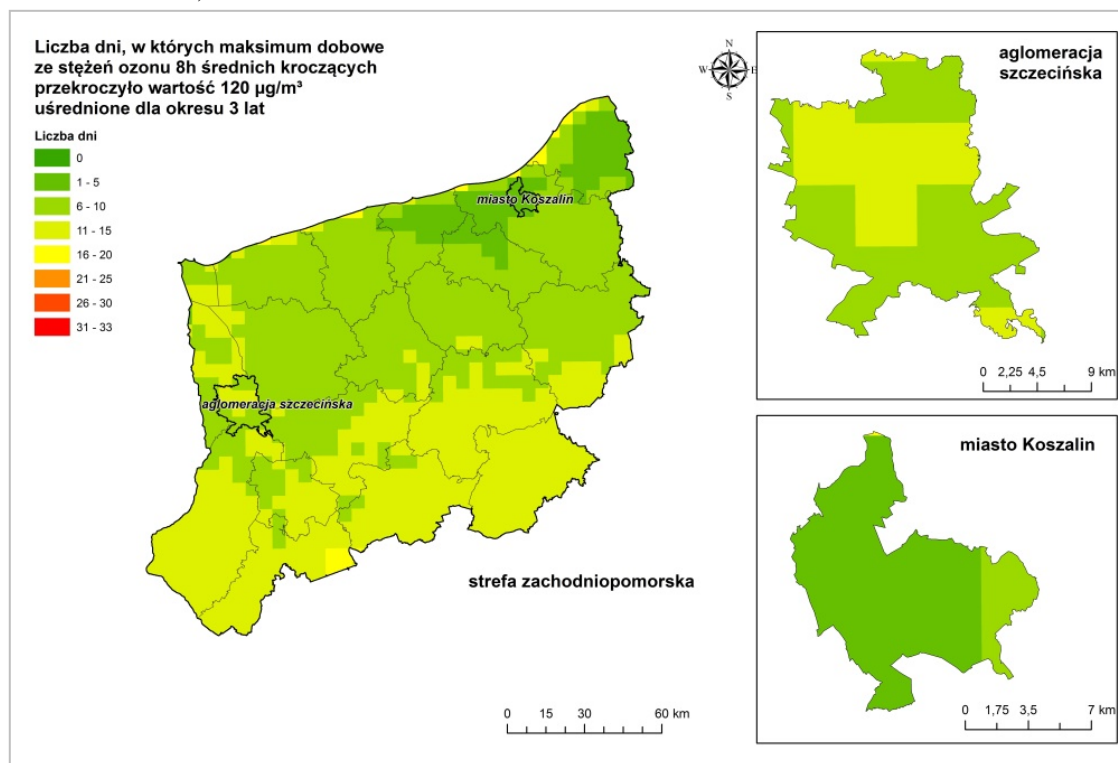 Liczba dni, w których maksimum dobowe
ze stężeń ozonu 8h średnich kroczących
przekroczyło wartość 120 µg/m³
uśrednione dla okresu 3 lat
Liczba dni
0
1 - 5
6 - 10
11 - 15
16 - 20
21 - 25
26 - 30
31 - 33
N
W E
S
miasto Koszalin
aglomeracja szczecińska
strefa zachodniopomorska
0 15 30 60 km
aglomeracja
szczecińska
0 2,25 4,5 9 km
miasto Koszalin
0 1,75 3,5 7 km